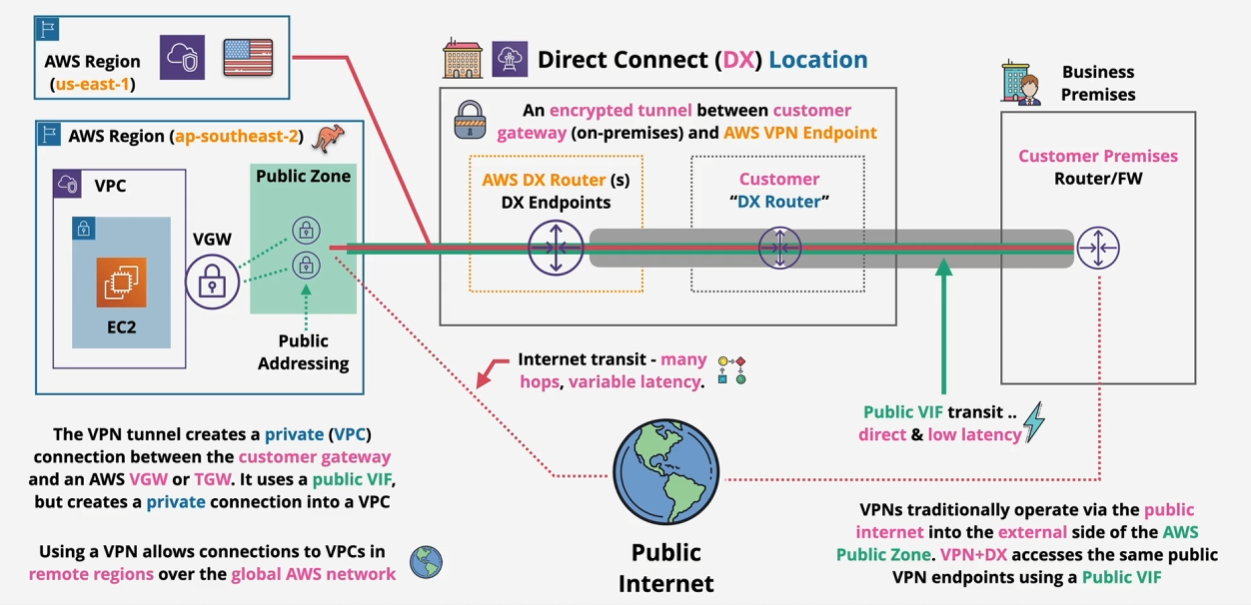 AWS Region
(us-east-1)
AWS Region (ap-southeast-2)
VPC
EC2
VGW
Public Zone
Public
Addressing
Direct Connect (DX) Location
An encrypted tunnel between customer
gateway (on-premises) and AWS VPN Endpoint
AWS DX Router (s)
DX Endpoints
Customer
“DX Router”
Business
Premises
Customer Premises
Router/FW
Internet transit - many
hops, variable latency.
Public VIF transit ..
direct & low latency
The VPN tunnel creates a private (VPC)
connection between the customer gateway
and an AWS VGW or TGW. It uses a public VIF,
but creates a private connection into a VPC
Using a VPN allows connections to VPCs in
remote regions over the global AWS network
Public
Internet
VPNs traditionally operate via the public
internet into the external side of the AWS
Public Zone. VPN+DX accesses the same public
VPN endpoints using a Public VIF